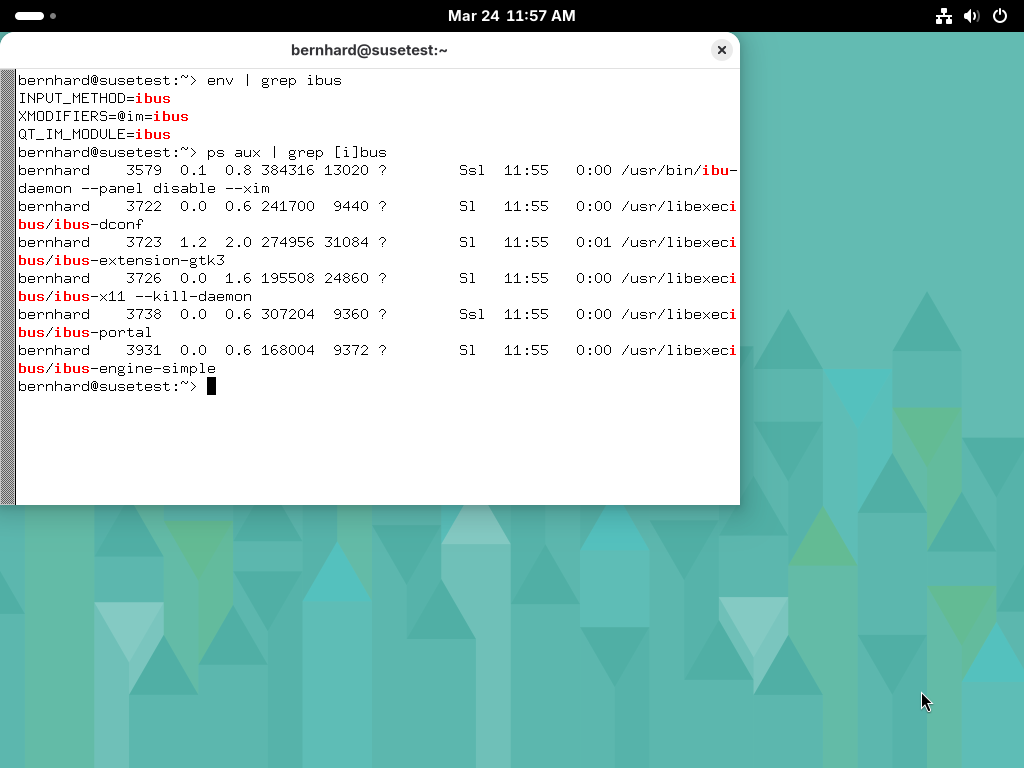 Mar 24 11:57 AM
bernhard@susetest:~
bernhard@susetest:~> env | grep ibus
INPUT_METHOD=ibus
XMODIFIERS=@im=ibus
QT_IM_MODULE=ibus
bernhard@susetest:~> ps aux | grep [i]bus
bernhard    3579  0.1  0.8 384316 13020 ?        Ssl  11:55   0:00 /usr/bin/ibu-
daemon --panel disable --xim
bernhard    3722  0.0  0.6 241700  9440 ?        Sl   11:55   0:00 /usr/libexeci
bus/ibus-dconf
bernhard    3723  1.2  2.0 274956 31084 ?        Sl   11:55   0:01 /usr/libexeci
bus/ibus-extension-gtk3
bernhard    3726  0.0  1.6 195508 24860 ?        Sl   11:55   0:00 /usr/libexeci
bus/ibus-x11 --kill-daemon
bernhard    3738  0.0  0.6 307204  9360 ?        Ssl  11:55   0:00 /usr/libexeci
bus/ibus-portal
bernhard    3931  0.0  0.6 168004  9372 ?        Sl   11:55   0:00 /usr/libexeci
bus/ibus-engine-simple
bernhard@susetest:~>